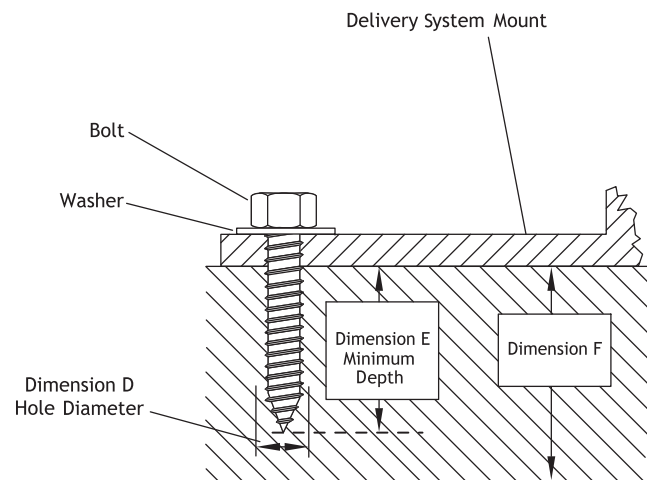 Delivery System Mount
Bolt
Washer
Dimension E
Minimum
Depth
Dimension F
Dimension D
Hole Diameter